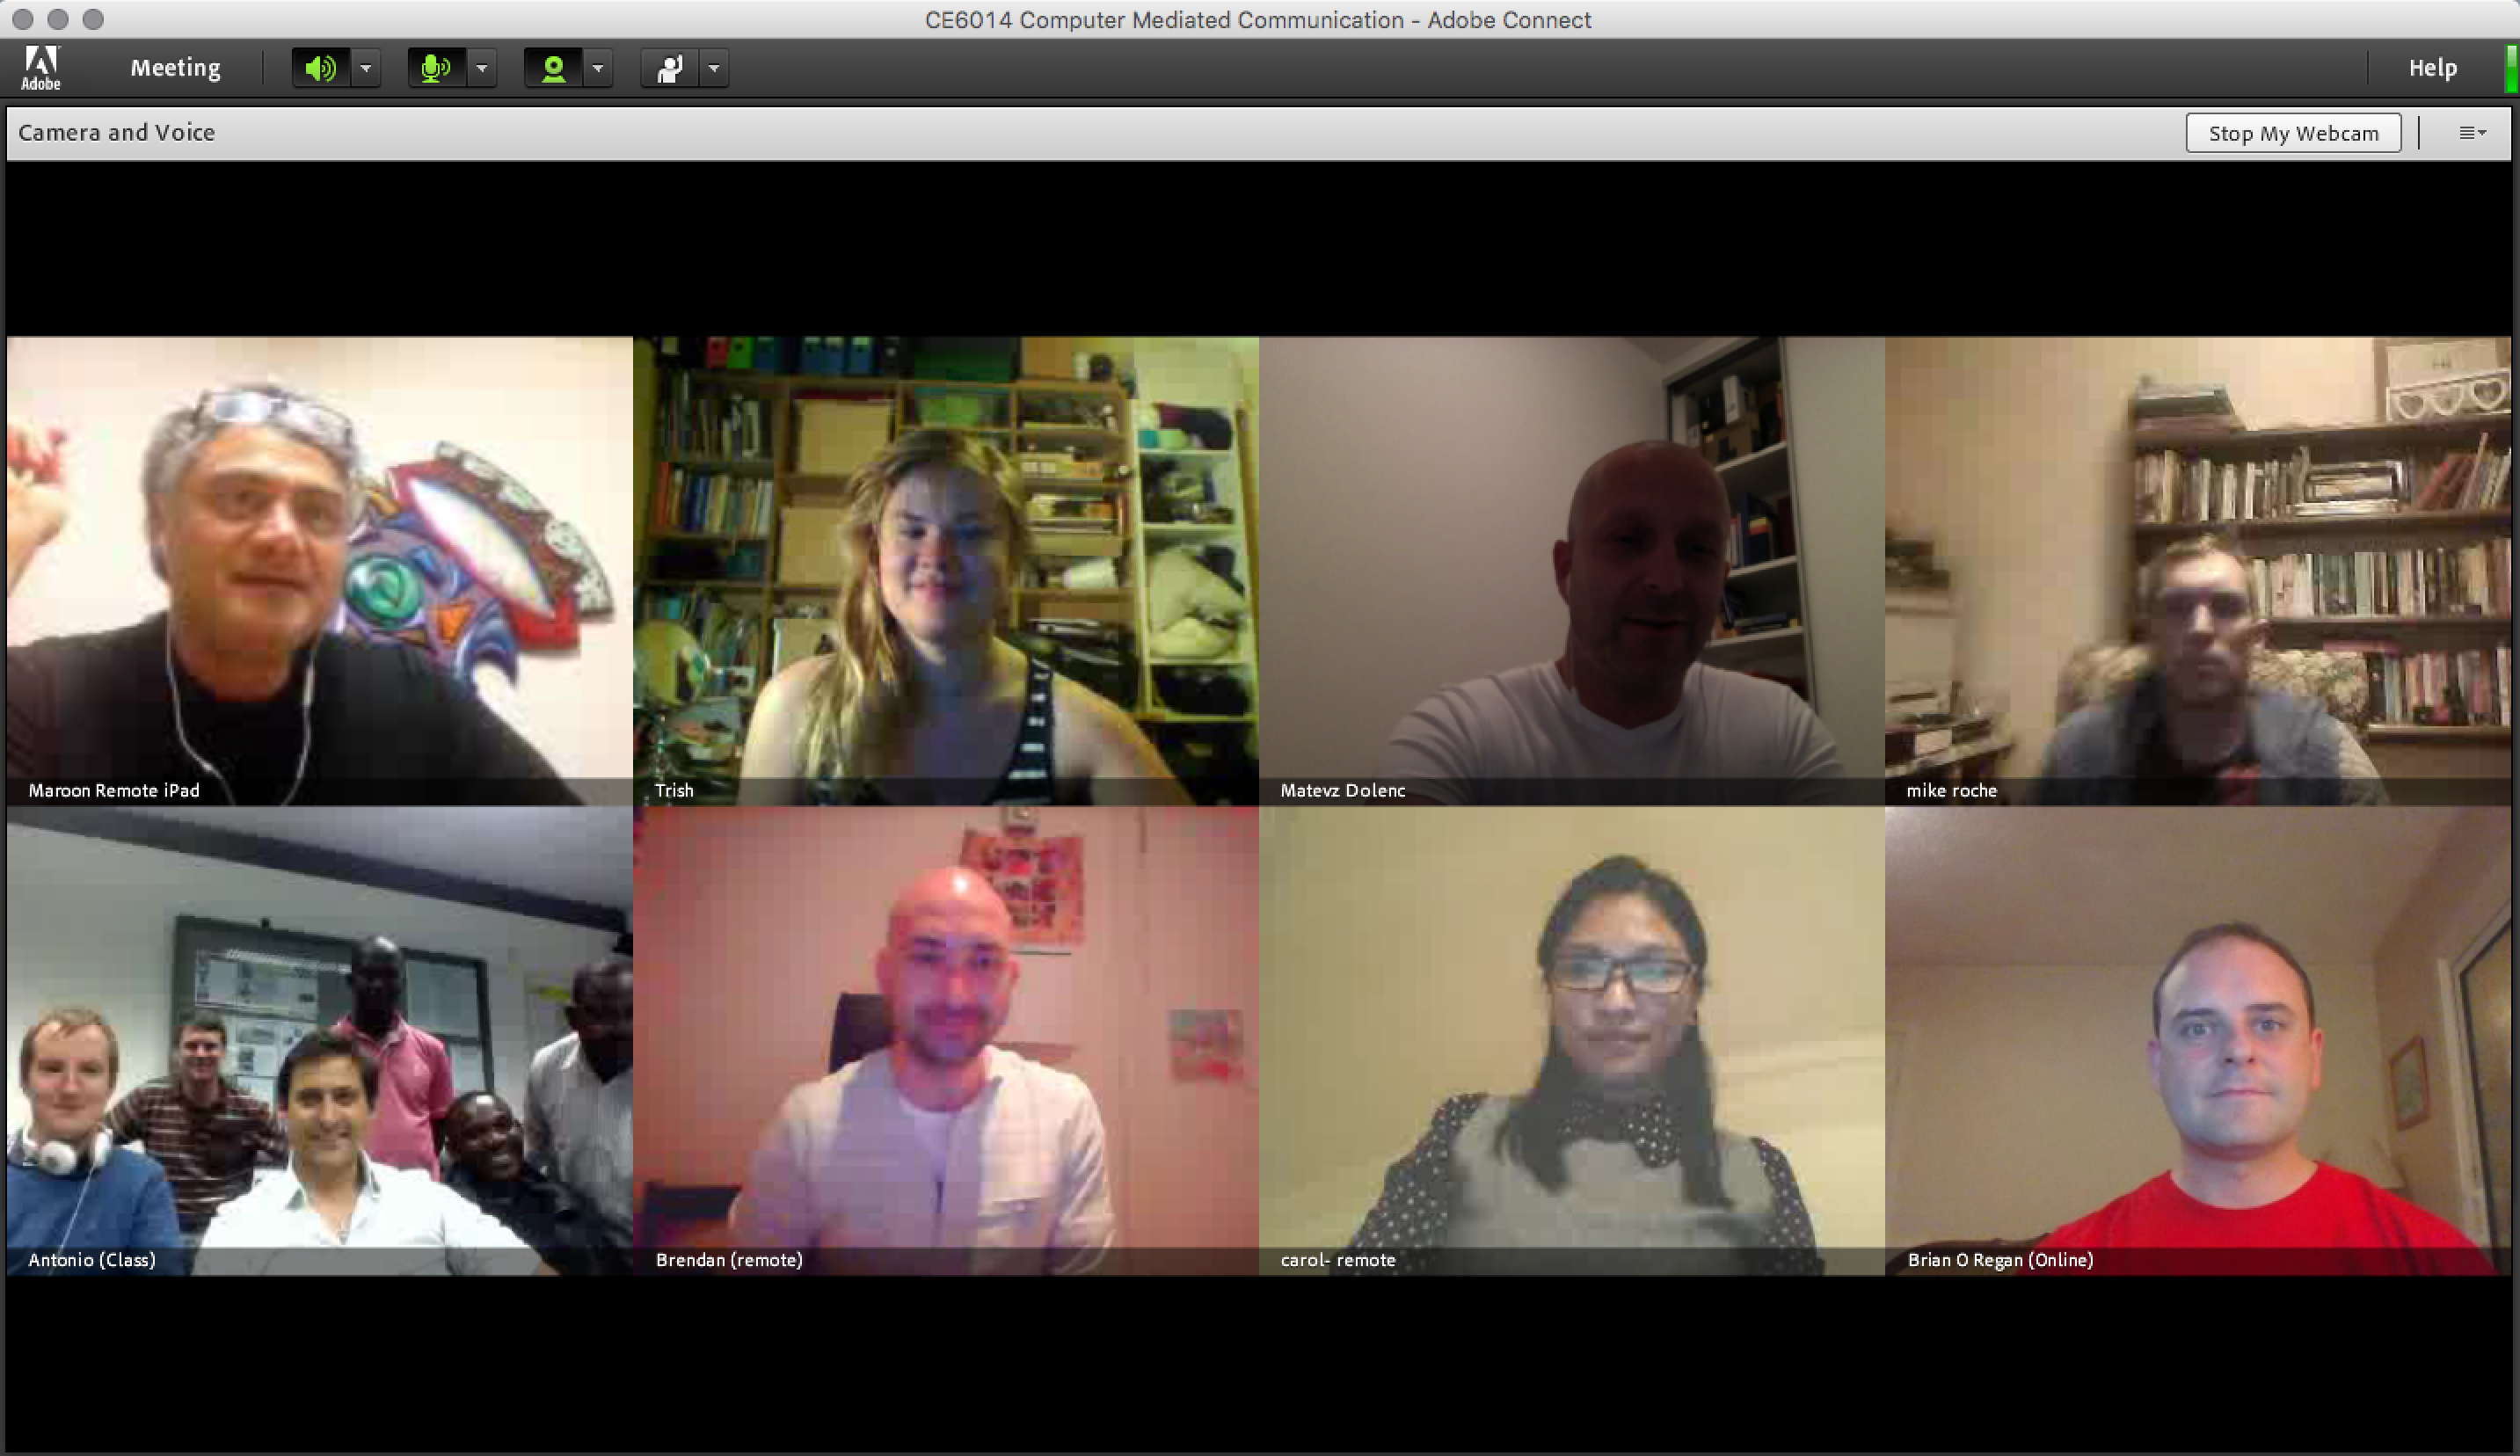 CE6014 Computer Mediated Communication - Adobe Connect
Adobe
Meeting
Help
Camera and Voice
Stop My Webcam
Maroon Remote iPad
Trish
Matevz Dolenc
mike roche
Antonio (Class)
Brendan (remote)
carol- remote
Brian O Regan (Online)